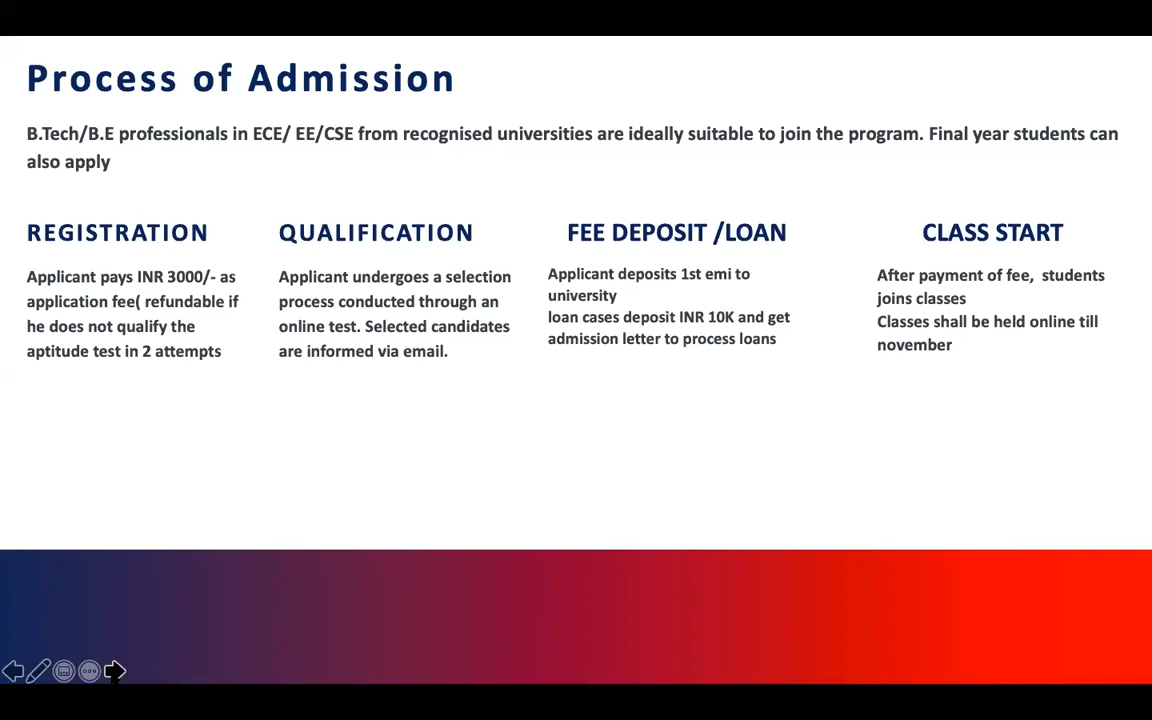 Process of Admission
B.Tech/B.E professionals in ECE/ EE/CSE from recognised universities are ideally suitable to join the program. Final year students can
also apply
REGISTRATION
Applicant pays INR 3000/- as
application fee( refundable if
he does not qualify the
aptitude test in 2 attempts
QUALIFICATION
Applicant undergoes a selection
process conducted through an
online test. Selected candidates
are informed via email.
FEE DEPOSIT /LOAN
Applicant deposits 1st emi to
university
loan cases deposit INR 10K and get
admission letter to process loans
CLASS START
After payment of fee,  students
joins classes
Classes shall be held online till
november